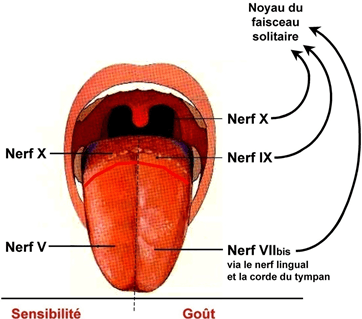 Noyau du
faisceau
solitaire
Nerf X
Nerf X
Nerf IX
Nerf V
Nerf VIIbis
via le nerf lingual
et la corde du tympan
Sensibilité
Goût